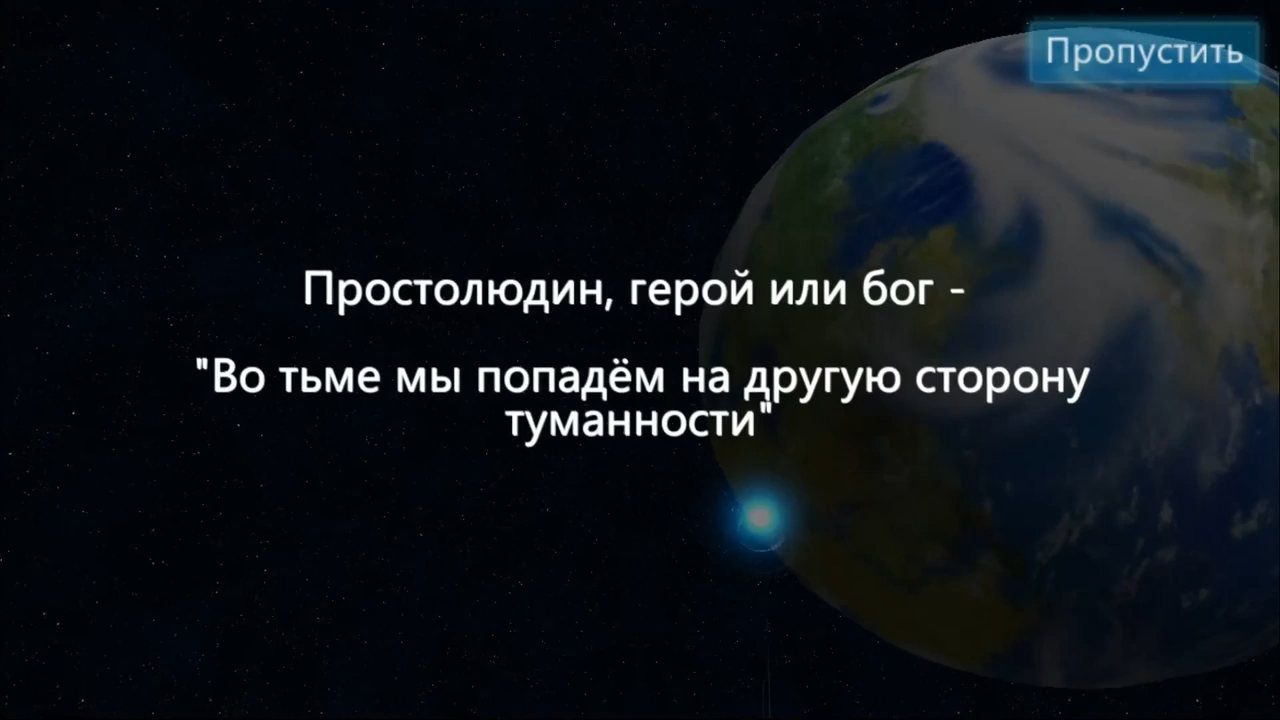 Пропустить
Простолюдин, герой или бог -
"Во тьме мы попадём на другую сторону
туманности"